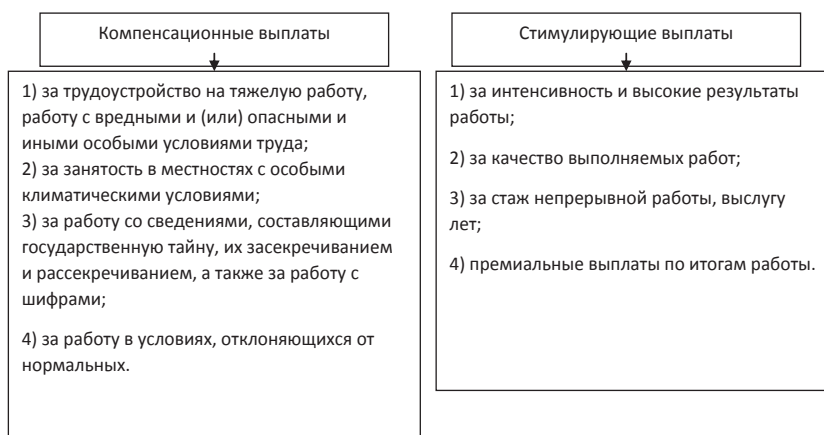 Компенсационные выплаты
1) за трудоустройство на тяжелую работу,
работу с вредными и (или) опасными и
иными особыми условиями труда;
2) за занятость в местностях с особыми
климатическими условиями;
3) за работу со сведениями, составляющими
государственную тайну, их засекречиванием
и рассекречиванием, а также за работу с
шифрами;
4) за работу в условиях, отклоняющихся от
нормальных.
Стимулирующие выплаты
1) за интенсивность и высокие результаты
работы;
2) за качество выполняемых работ;
3) за стаж непрерывной работы, выслугу
лет;
4) премиальные выплаты по итогам работы.